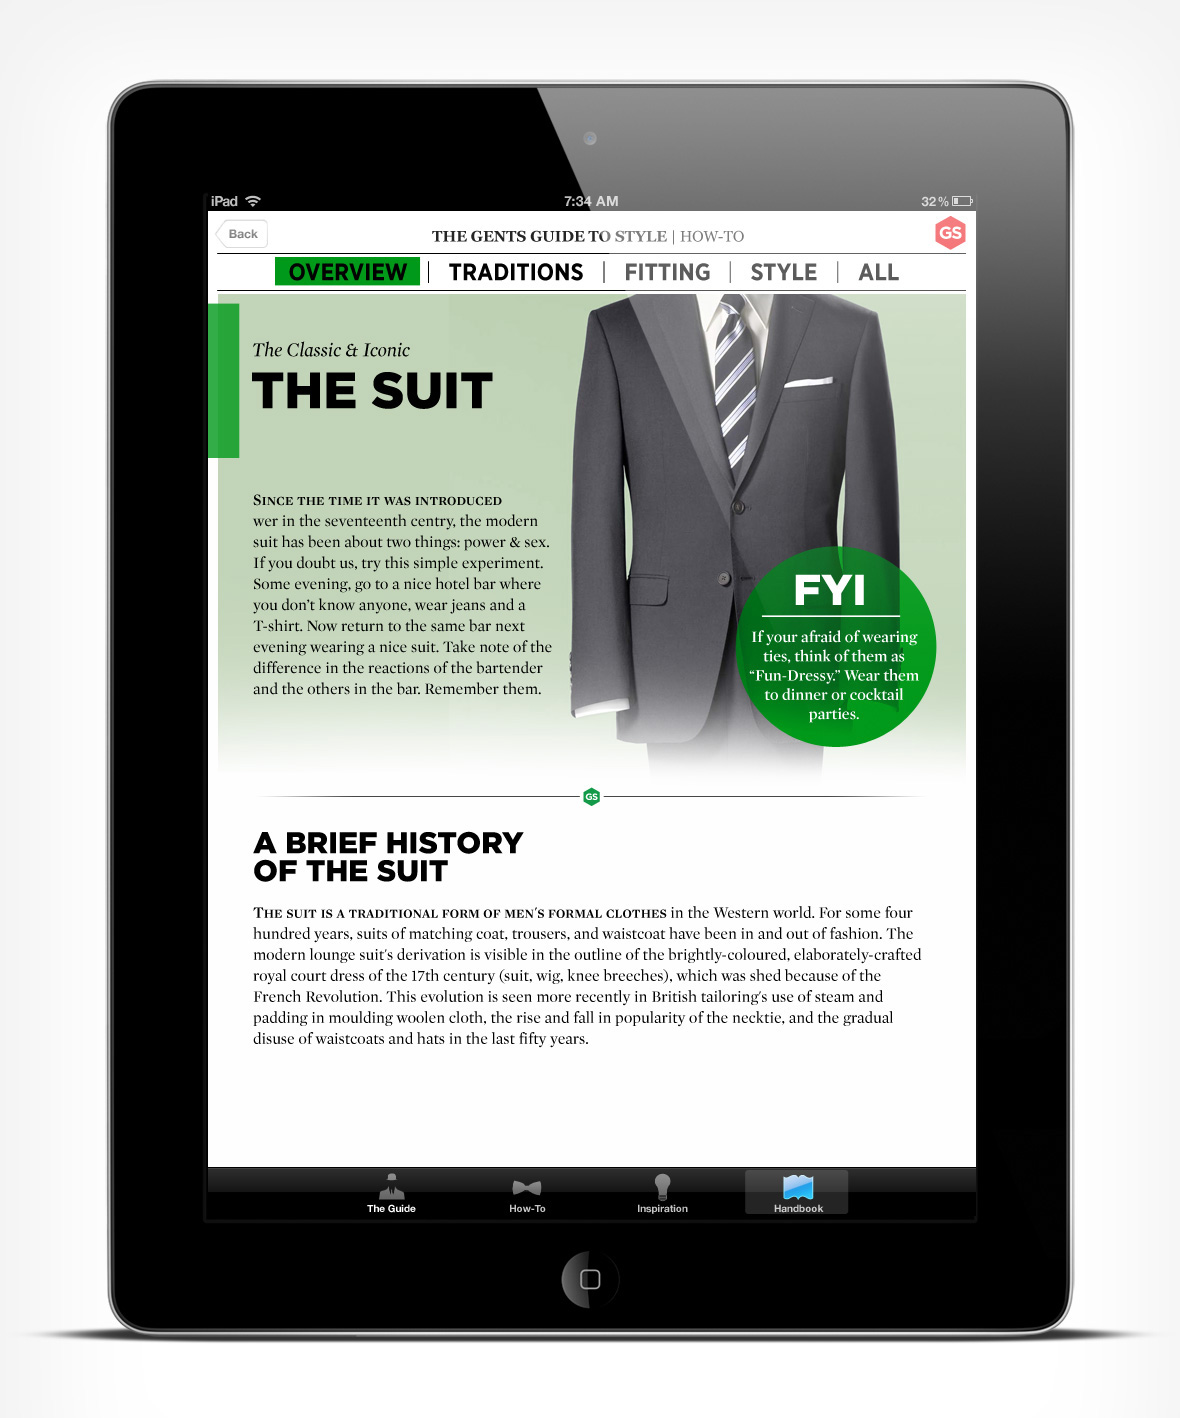 iPad 7:34 AM 32%
Back THE GENTS GUIDE TO STYLE | HOW-TO GS
OVERVIEW | TRADITIONS | FITTING | STYLE | ALL
The Classic & Iconic
THE SUIT
SINCE THE TIME IT WAS INTRODUCED
wer in the seventeenth centry, the modern
suit has been about two things: power & sex.
If you doubt us, try this simple experiment.
Some evening, go to a nice hotel bar where
you don't know anyone, wear jeans and a
T-shirt. Now return to the same bar next
evening wearing a nice suit. Take note of the
difference in the reactions of the bartender
and the others in the bar. Remember them.
FYI
If your afraid of wearing
ties, think of them as
“Fun-Dressy.” Wear them
to dinner or cocktail
parties.
GS
A BRIEF HISTORY
OF THE SUIT
THE SUIT IS A TRADITIONAL FORM OF MEN'S FORMAL CLOTHES in the Western world. For some four
hundred years, suits of matching coat, trousers, and waistcoat have been in and out of fashion. The
modern lounge suit's derivation is visible in the outline of the brightly-coloured, elaborately-crafted
royal court dress of the 17th century (suit, wig, knee breeches), which was shed because of the
French Revolution. This evolution is seen more recently in British tailoring's use of steam and
padding in moulding woolen cloth, the rise and fall in popularity of the necktie, and the gradual
disuse of waistcoats and hats in the last fifty years.
The Guide How-To Inspiration Handbook